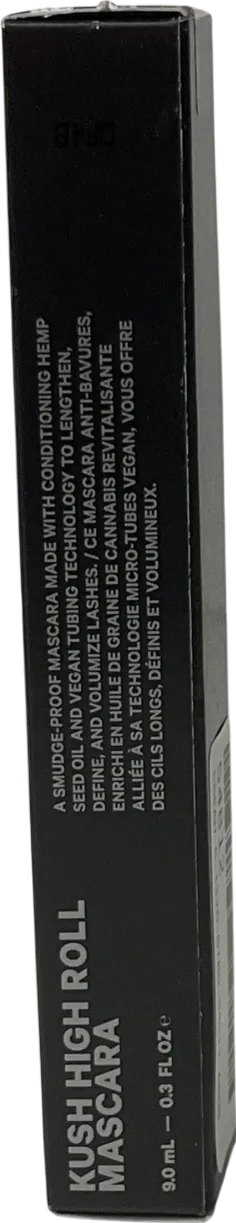 KUSH HIGH ROLL
MASCARA
9.0 mL — 0.3 FL OZ ℮
A SMUDGE-PROOF MASCARA MADE WITH CONDITIONING HEMP
SEED OIL AND VEGAN TUBING TECHNOLOGY TO LENGTHEN,
DEFINE, AND VOLUMIZE LASHES. / CE MASCARA ANTI-BAVURES,
ENRICHI EN HUILE DE GRAINE DE CANNABIS REVITALISANTE
ALLIÉE À SA TECHNOLOGIE MICRO-TUBES VEGAN, VOUS OFFRE
DES CILS LONGS, DÉFINIS ET VOLUMINEUX.